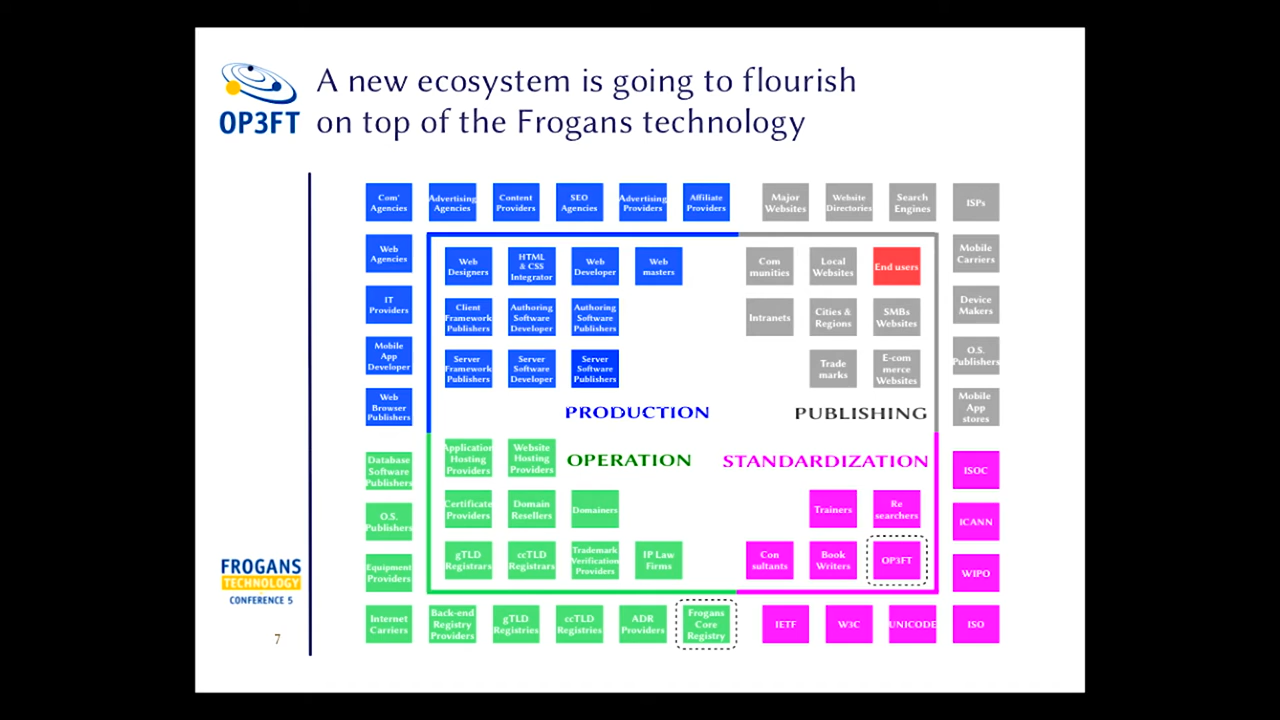 A new ecosystem is going to flourish
on top of the Frogans technology
OP3FT
Com'
Agencies
Advertising
Agencies
Content
Providers
SEO
Agencies
Advertising
Providers
Affiliate
Providers
Major
Websites
Website
Directories
Search
Engines
ISPs
Web
Agencies
IT
Providers
Mobile
App
Developer
Web
Browser
Publishers
Web
Designers
HTML
& CSS
Integrator
Web
Developer
Web
masters
Client
Framework
Publishers
Authoring
Software
Developer
Authoring
Software
Publishers
Server
Framework
Publishers
Server
Software
Developer
Server
Software
Publishers
PRODUCTION
Com
munities
Local
Websites
End users
Intranets
Cities &
Regions
SMBs
Websites
Trade
marks
E-com
merce
Websites
PUBLISHING
Mobile
Carriers
Device
Makers
O.S.
Publishers
Mobile
App
stores
Database
Software
Publishers
O.S.
Publishers
Equipment
Providers
Internet
Carriers
Application
Hosting
Providers
Website
Hosting
Providers
OPERATION
Certificate
Providers
Domain
Resellers
Domainers
gTLD
Registrars
ccTLD
Registrars
Trademark
Verification
Providers
IP Law
Firms
STANDARDIZATION
Trainers
Re
searchers
Con
sultants
Book
Writers
OP3FT
ISOC
ICANN
WIPO
Back-end
Registry
Providers
gTLD
Registries
ccTLD
Registries
ADR
Providers
Frogans
Core
Registry
IETF
W3C
UNICODE
ISO
FROGANS
TECHNOLOGY
CONFERENCE 5
7